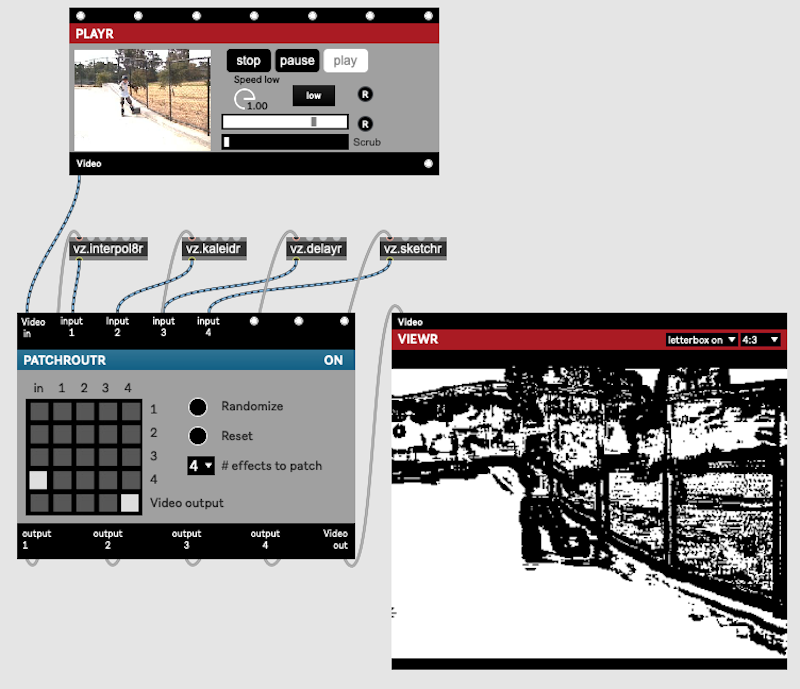 PLAYR
stop pause play
Speed low
1.00
low
R
R
Scrub
Video
vz.interpol8r vz.kaleidr vz.delayr vz.sketchr
Video in
input 1
Input 2
input 3
input 4
PATCHROUTR ON
in 1 2 3 4
1
Randomize
2
Reset
3
4 # effects to patch
4
Video output
output 1
output 2
output 3
output 4
Video out
Video
VIEWR
letterbox on 4:3